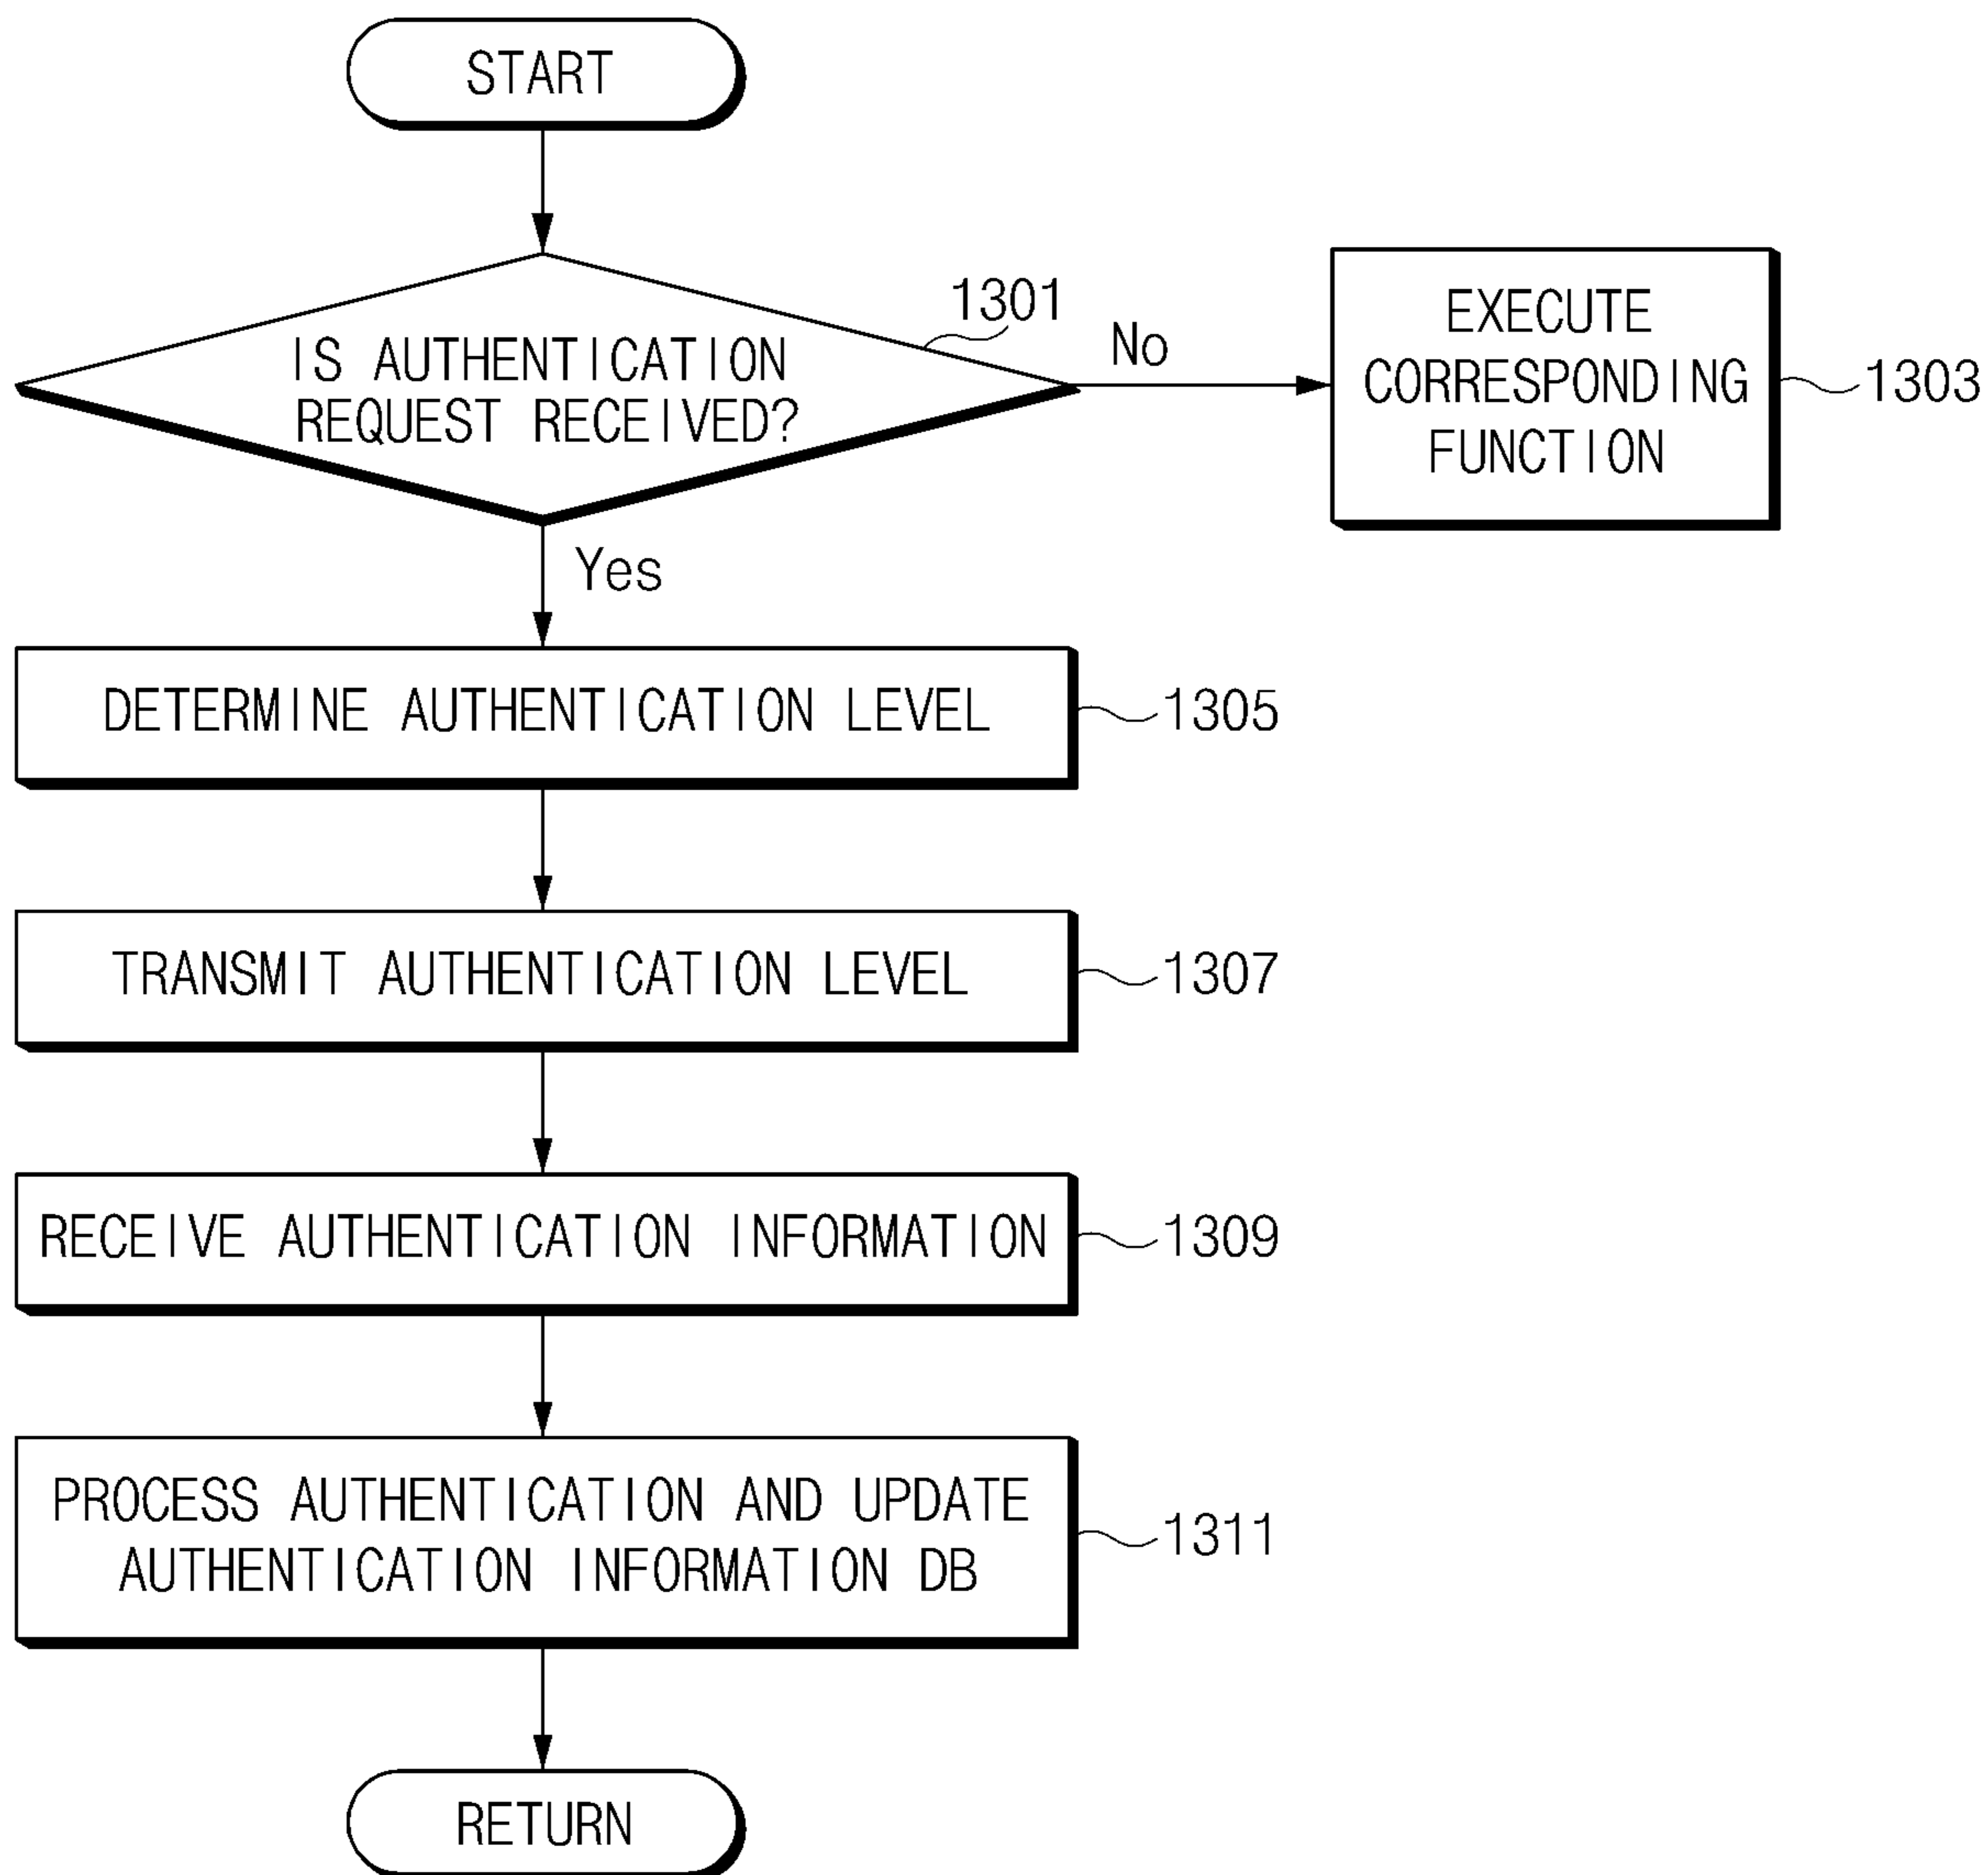 START
1301
IS AUTHENTICATION
REQUEST RECEIVED?
No
EXECUTE
CORRESPONDING
FUNCTION
1303
Yes
DETERMINE AUTHENTICATION LEVEL
1305
TRANSMIT AUTHENTICATION LEVEL
1307
RECEIVE AUTHENTICATION INFORMATION
1309
PROCESS AUTHENTICATION AND UPDATE
AUTHENTICATION INFORMATION DB
1311
RETURN